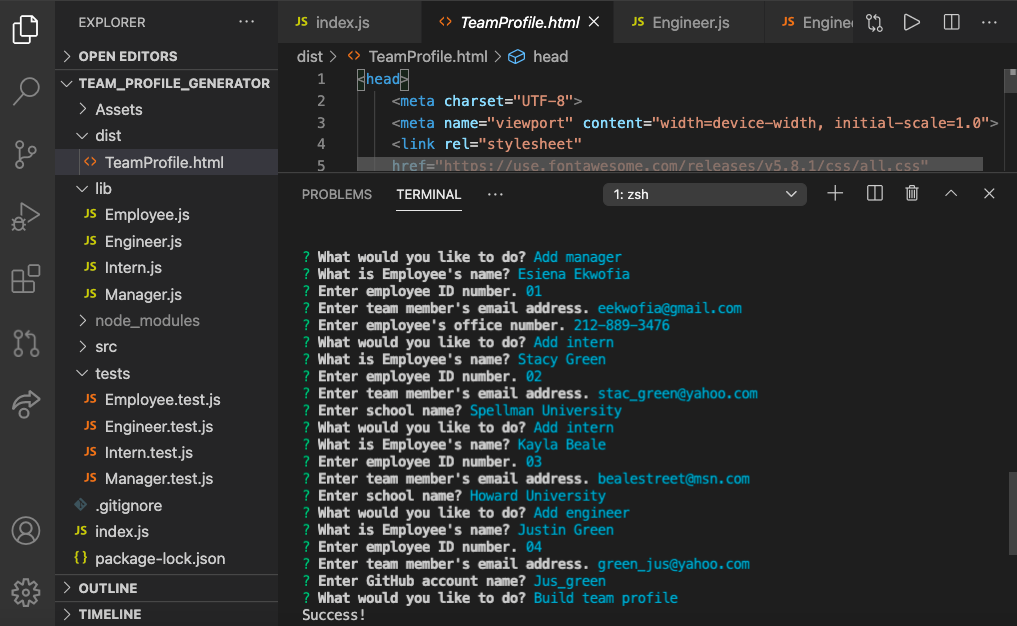 EXPLORER ...
OPEN EDITORS
TEAM_PROFILE_GENERATOR
Assets
dist
<> TeamProfile.html
lib
JS Employee.js
JS Engineer.js
JS Intern.js
JS Manager.js
node_modules
src
tests
JS Employee.test.js
JS Engineer.test.js
JS Intern.test.js
JS Manager.test.js
.gitignore
JS index.js
{} package-lock.json
OUTLINE
TIMELINE
JS index.js <> TeamProfile.html JS Engineer.js JS Enginee ...
dist > <> TeamProfile.html > head
1 <head>
2 <meta charset="UTF-8">
3 <meta name="viewport" content="width=device-width, initial-scale=1.0">
4 <link rel="stylesheet"
5 href="https://use.fontawesome.com/releases/v5.8.1/css/all.css"
PROBLEMS TERMINAL ... 1: zsh
? What would you like to do? Add manager
? What is Employee's name? Esiena Ekwofia
? Enter employee ID number. 01
? Enter team member's email address. eekwofia@gmail.com
? Enter employee's office number. 212-889-3476
? What would you like to do? Add intern
? What is Employee's name? Stacy Green
? Enter employee ID number. 02
? Enter team member's email address. stac_green@yahoo.com
? Enter school name? Spellman University
? What would you like to do? Add intern
? What is Employee's name? Kayla Beale
? Enter employee ID number. 03
? Enter team member's email address. bealestreet@msn.com
? Enter school name? Howard University
? What would you like to do? Add engineer
? What is Employee's name? Justin Green
? Enter employee ID number. 04
? Enter team member's email address. green_jus@yahoo.com
? Enter GitHub account name? Jus_green
? What would you like to do? Build team profile
Success!